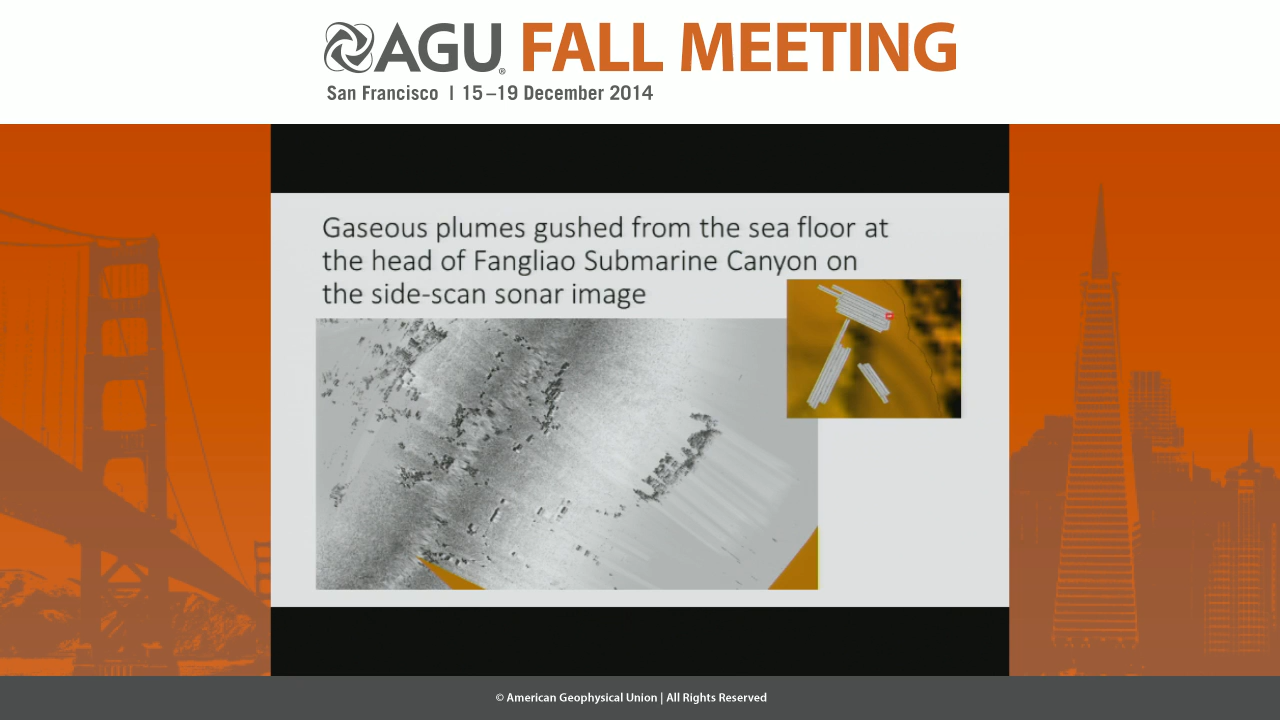 AGU® FALL MEETING
San Francisco | 15–19 December 2014
Gaseous plumes gushed from the sea floor at
the head of Fangliao Submarine Canyon on
the side-scan sonar image
© American Geophysical Union | All Rights Reserved